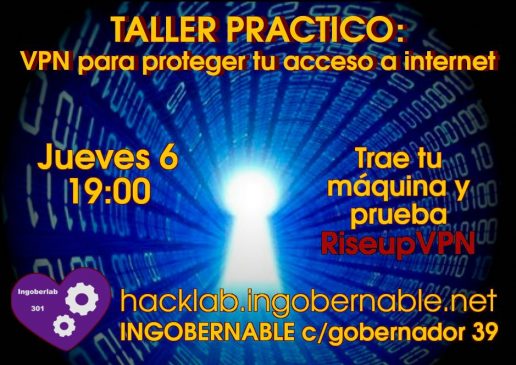 TALLER PRACTICO:
VPN para proteger tu acceso a internet
Jueves 6
19:00
Trae tu
máquina y
prueba
RiseupVPN
Ingoberlab
301
hacklab.ingobernable.net
INGOBERNABLE c/gobernador 39